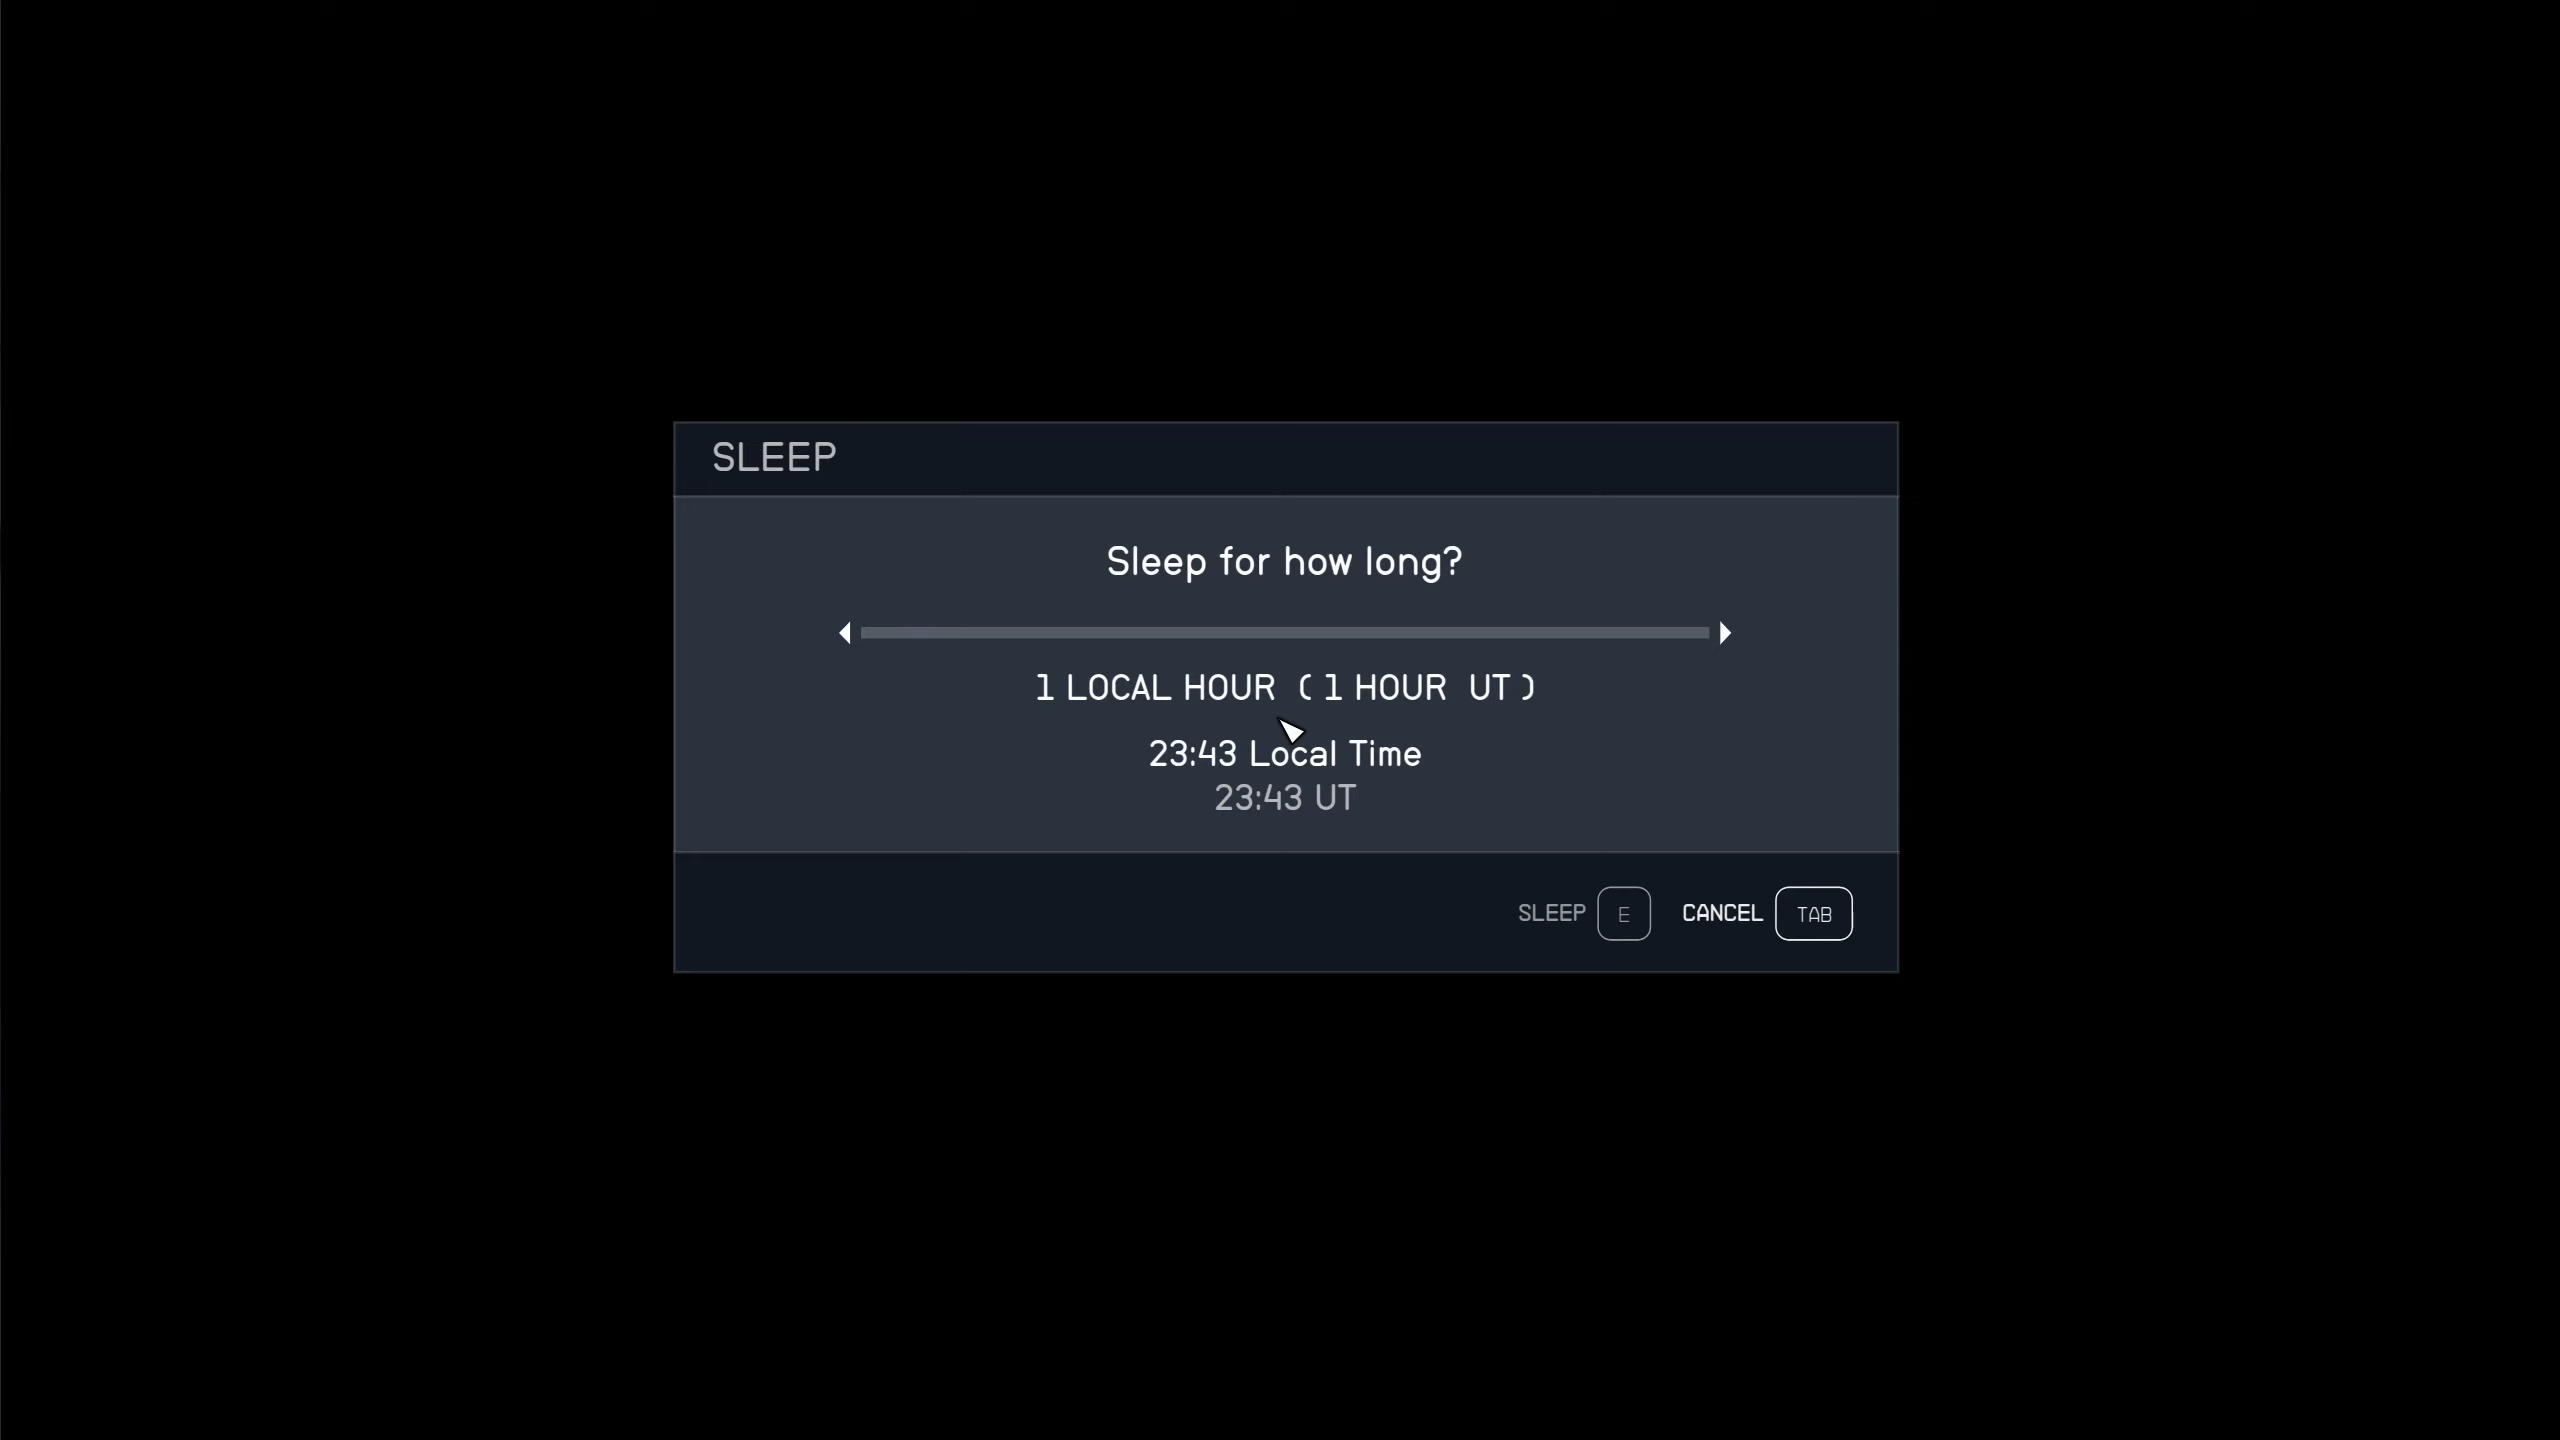 SLEEP
Sleep for how long?
1 LOCAL HOUR (1 HOUR UT)
23:43 Local Time
23:43 UT
SLEEP E CANCEL TAB